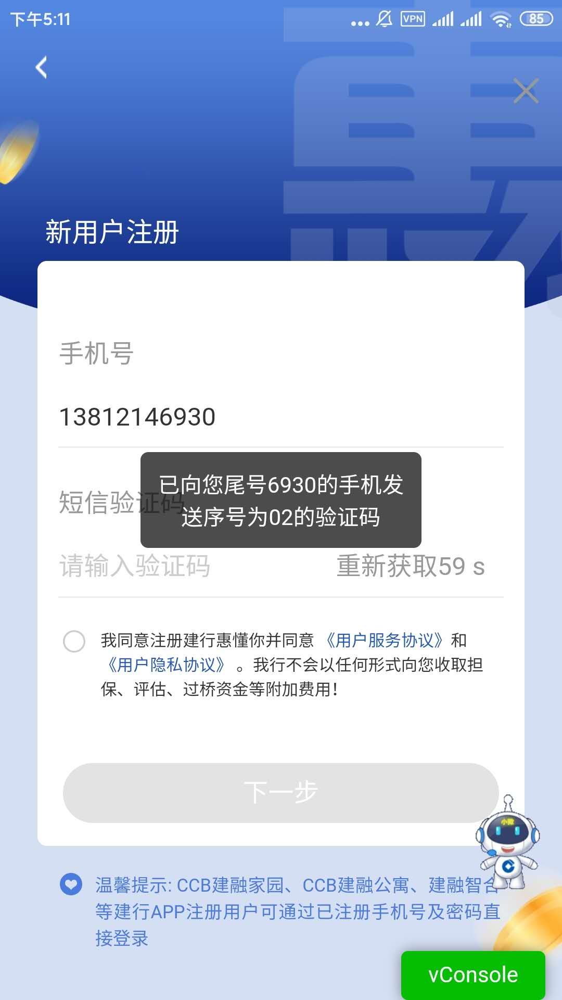 下午5:11
VPN
85
惠
新用户注册
手机号
13812146930
已向您尾号6930的手机发
送序号为02的验证码
短信验证码
请输入验证码 重新获取59 s
我同意注册建行惠懂你并同意 《用户服务协议》和
《用户隐私协议》 。我行不会以任何形式向您收取担
保、评估、过桥资金等附加费用！
下一步
小微
温馨提示: CCB建融家园、CCB建融公寓、建融智合
等建行APP注册用户可通过已注册手机号及密码直
接登录
vConsole